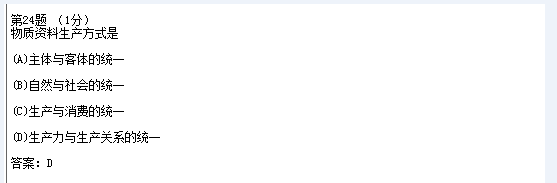 第24题 （1分）
物质资料生产方式是
(A)主体与客体的统一
(B)自然与社会的统一
(C)生产与消费的统一
(D)生产力与生产关系的统一
答案：D